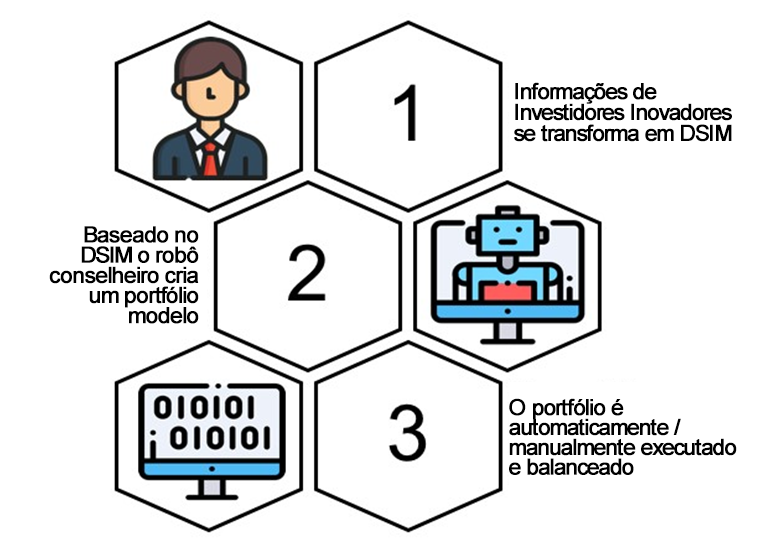 1
Informações de
Investidores Inovadores
se transforma em DSIM
Baseado no
DSIM o robô
conselheiro cria
um portfólio
modelo
2
010101
010101
3
O portfólio é
automaticamente /
manualmente executado
e balanceado